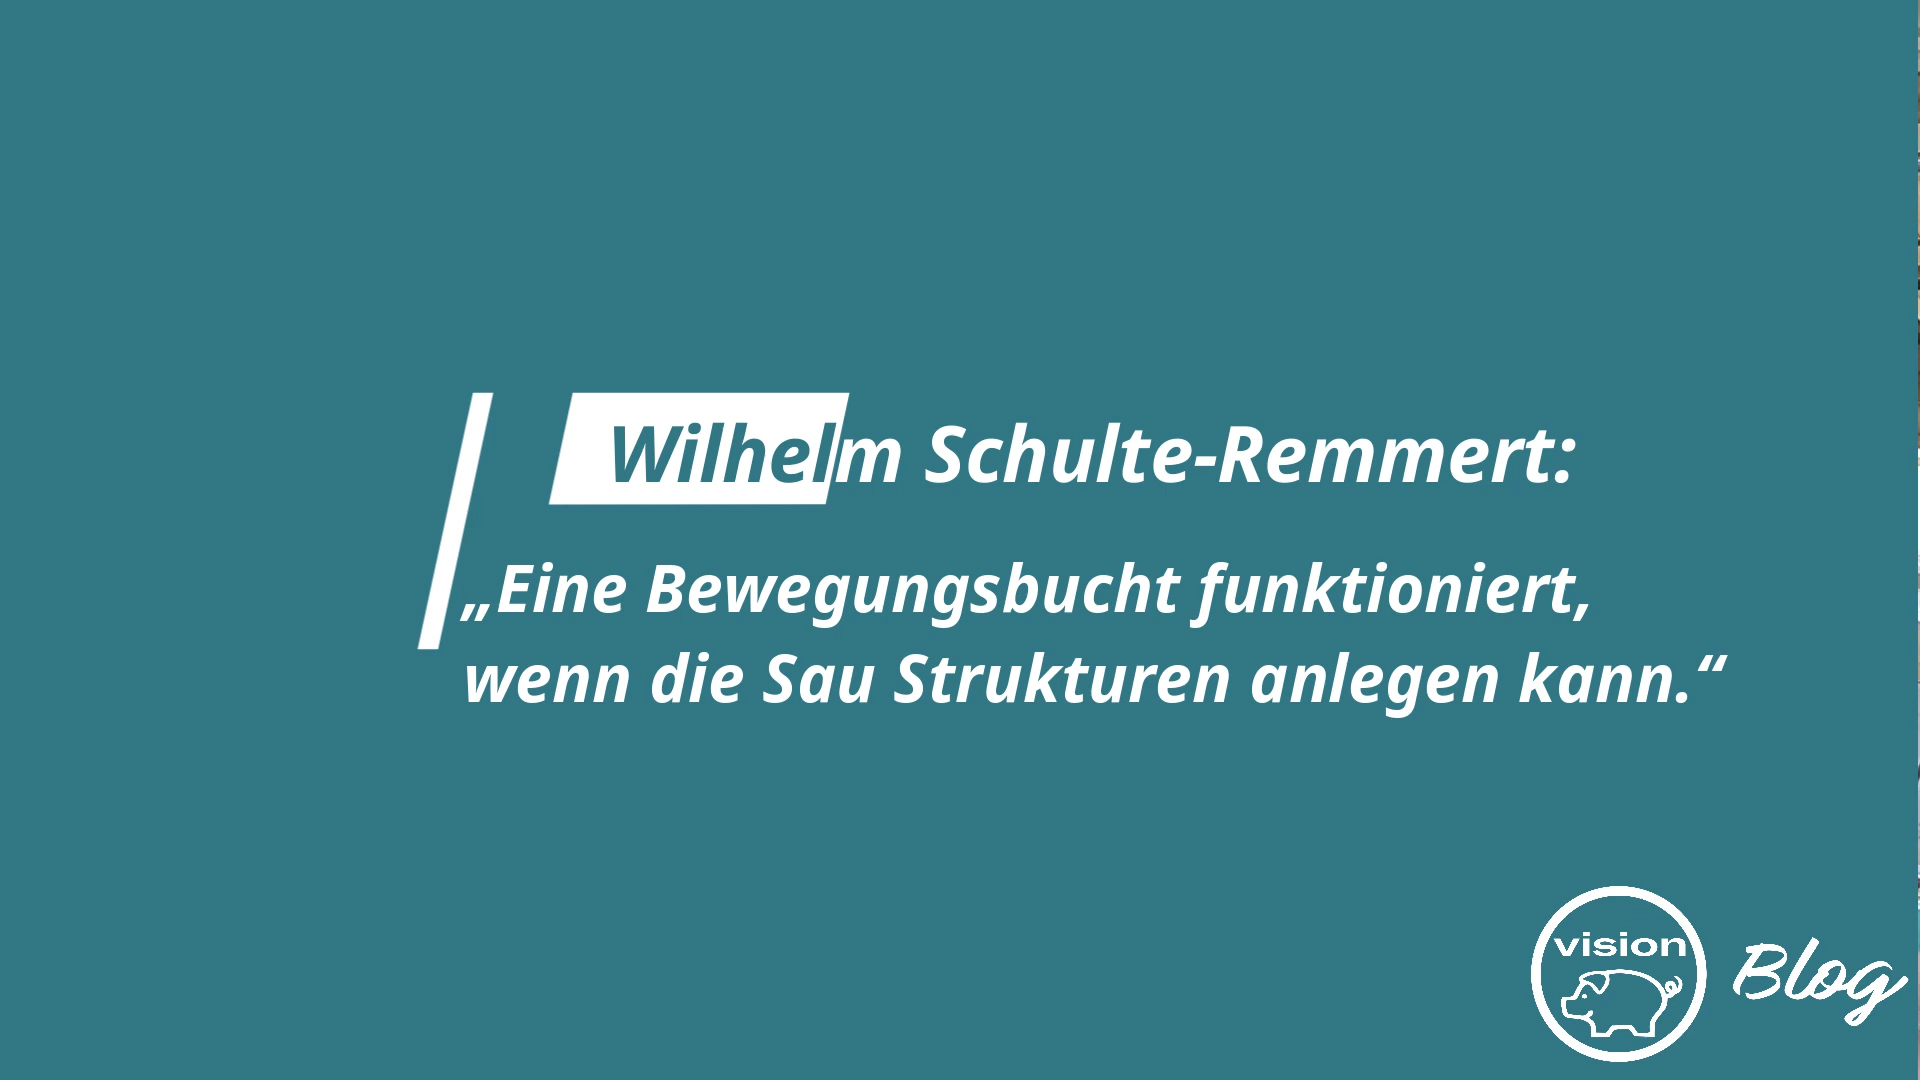 Wilhelm Schulte-Remmert:
„Eine Bewegungsbucht funktioniert,
wenn die Sau Strukturen anlegen kann.“
vision
Blog